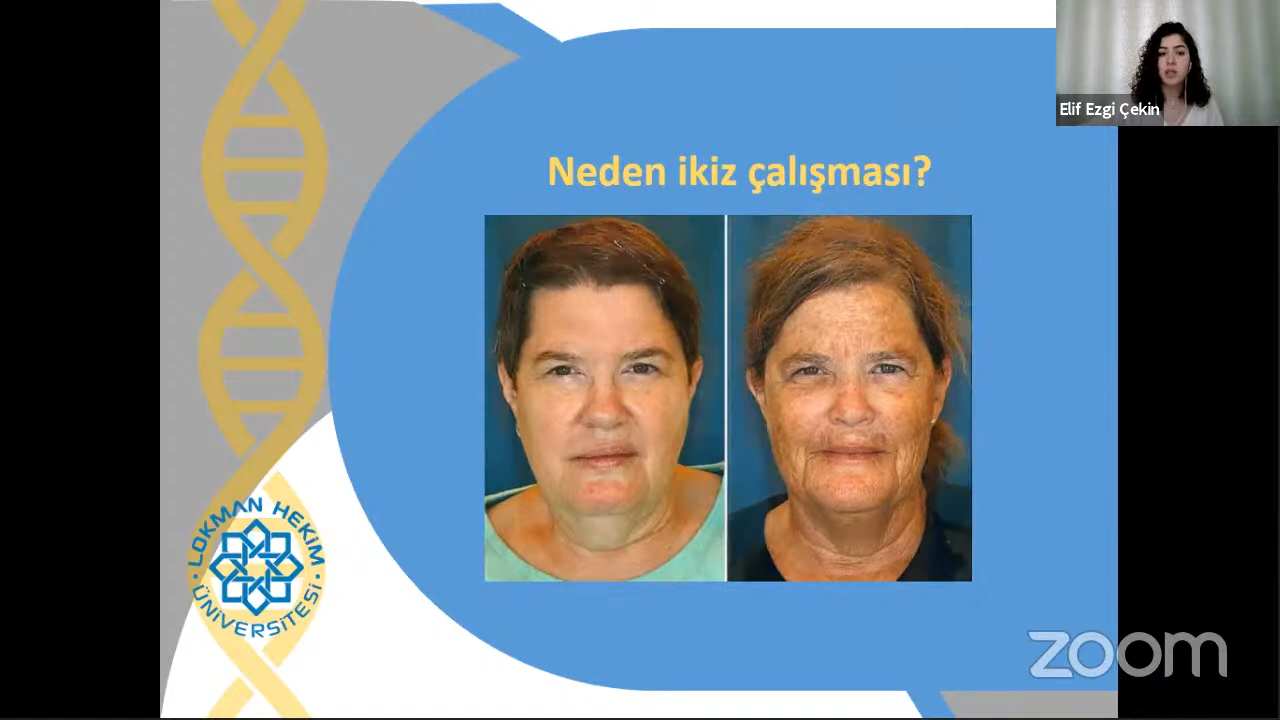 Elif Ezgi Çekin
Neden ikiz çalışması?
· LOKMAN HEKİM ·
ÜNİVERSİTESİ
zoom